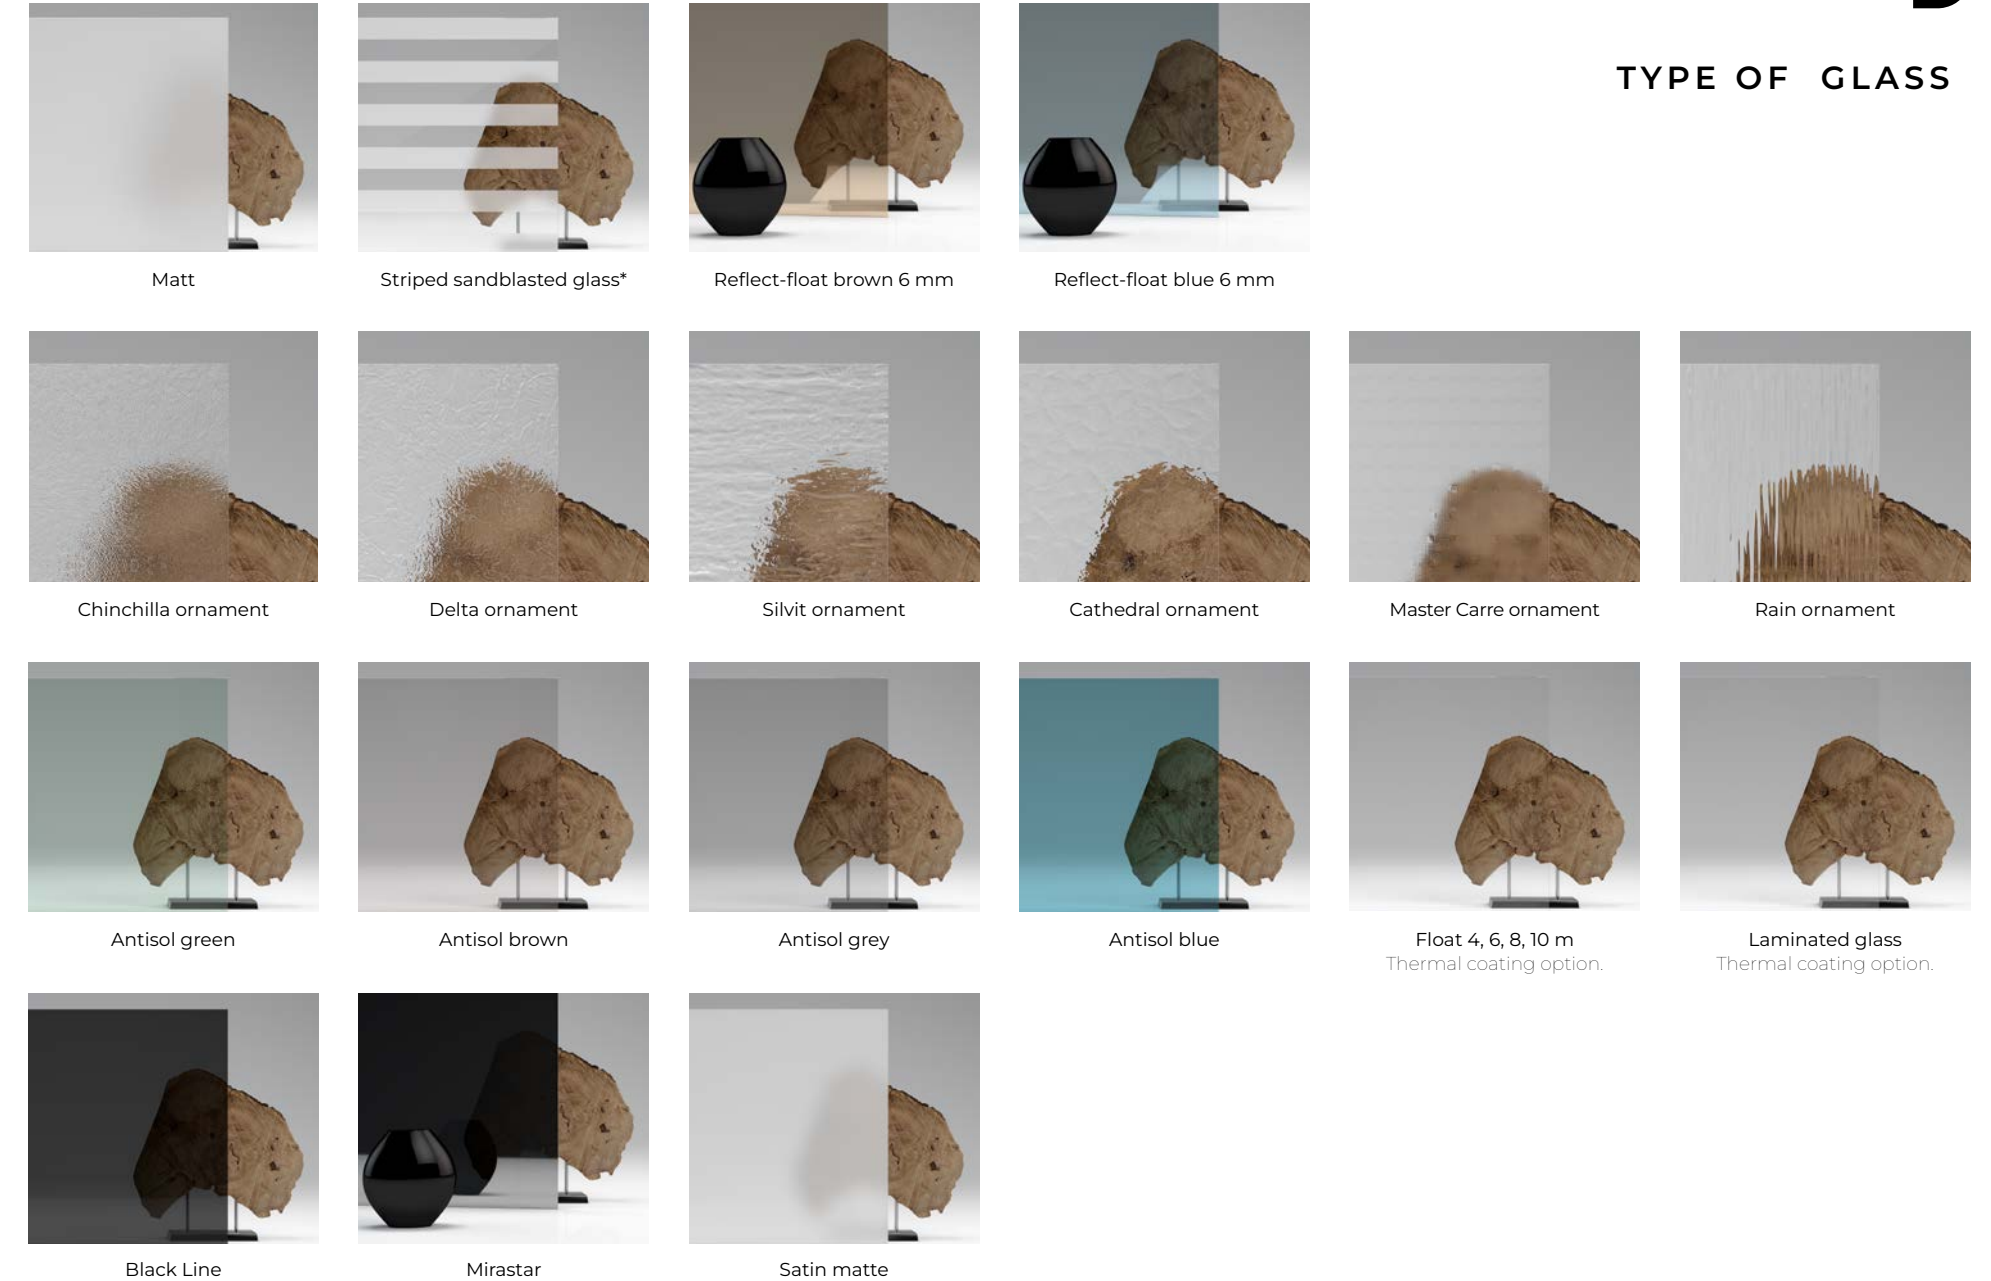 TYPE OF GLASS
Matt
Striped sandblasted glass*
Reflect-float brown 6 mm
Reflect-float blue 6 mm
Chinchilla ornament
Delta ornament
Silvit ornament
Cathedral ornament
Master Carre ornament
Rain ornament
Antisol green
Antisol brown
Antisol grey
Antisol blue
Float 4, 6, 8, 10 m
Thermal coating option.
Laminated glass
Thermal coating option.
Black Line
Mirastar
Satin matte